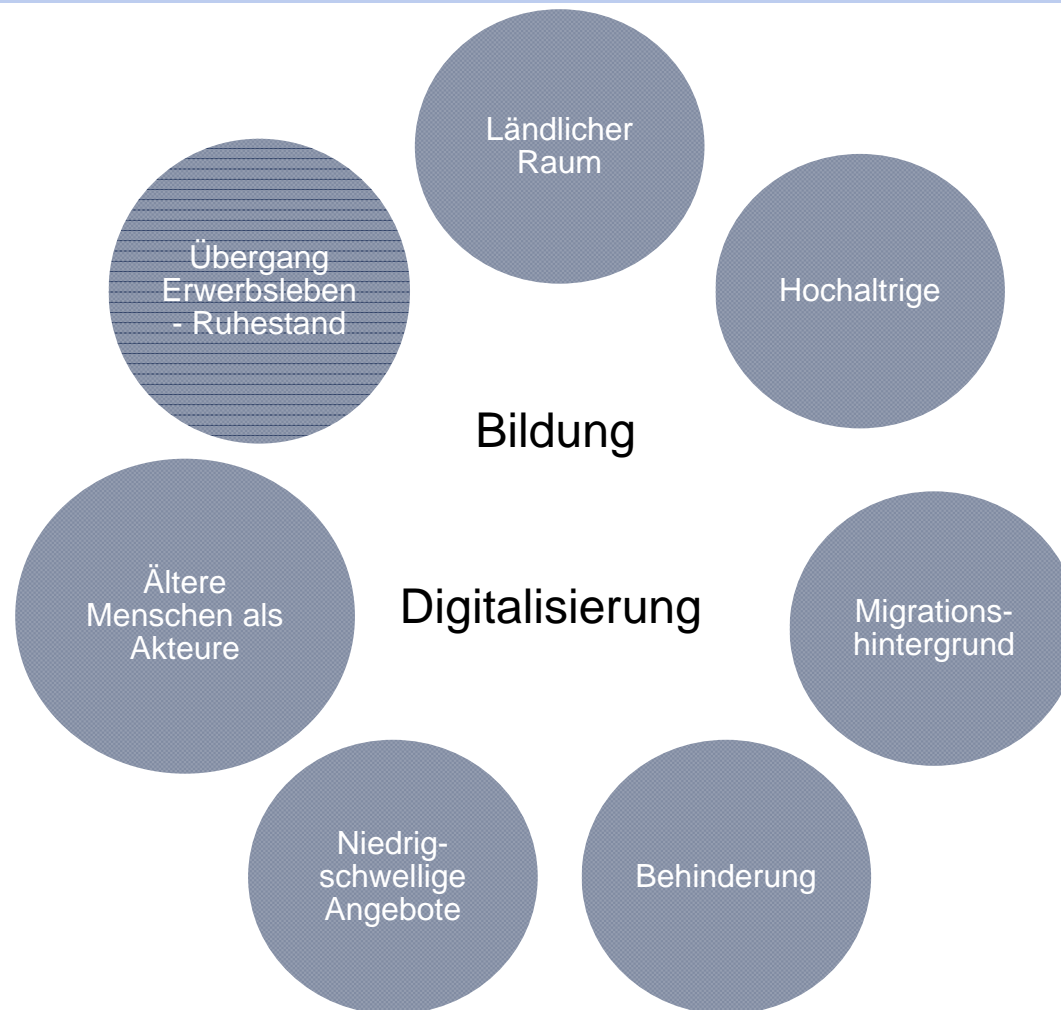 Ländlicher
Raum
Übergang
Erwerbsleben
- Ruhestand
Hochaltrige
Bildung
Ältere
Menschen als
Akteure
Digitalisierung
Migrations-
hintergrund
Niedrig-
schwellige
Angebote
Behinderung